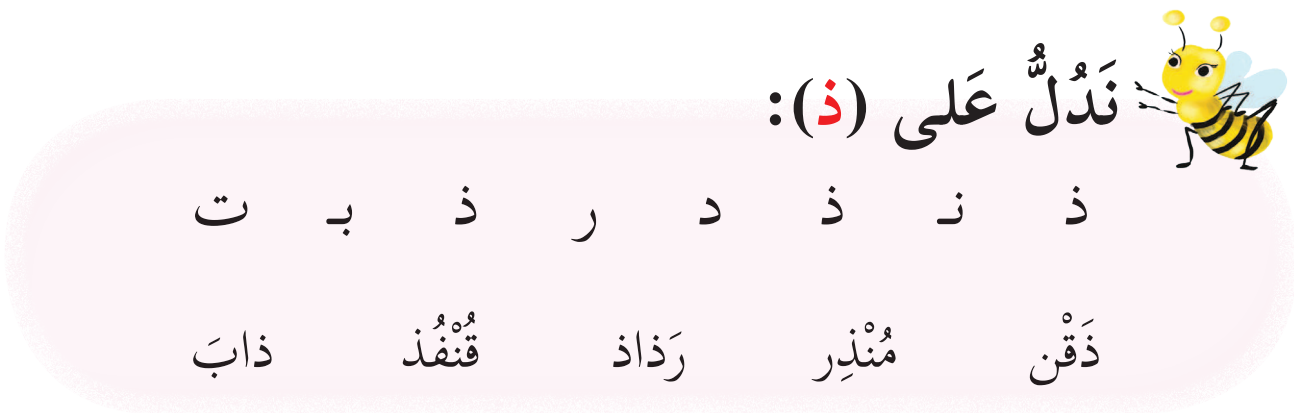 نَدُلُّ عَلى (ذ):
ذ نـ ذ د ر ذ بـ ت
ذَقْن مُنْذِر رَذاذ قُنْفُذ ذابَ